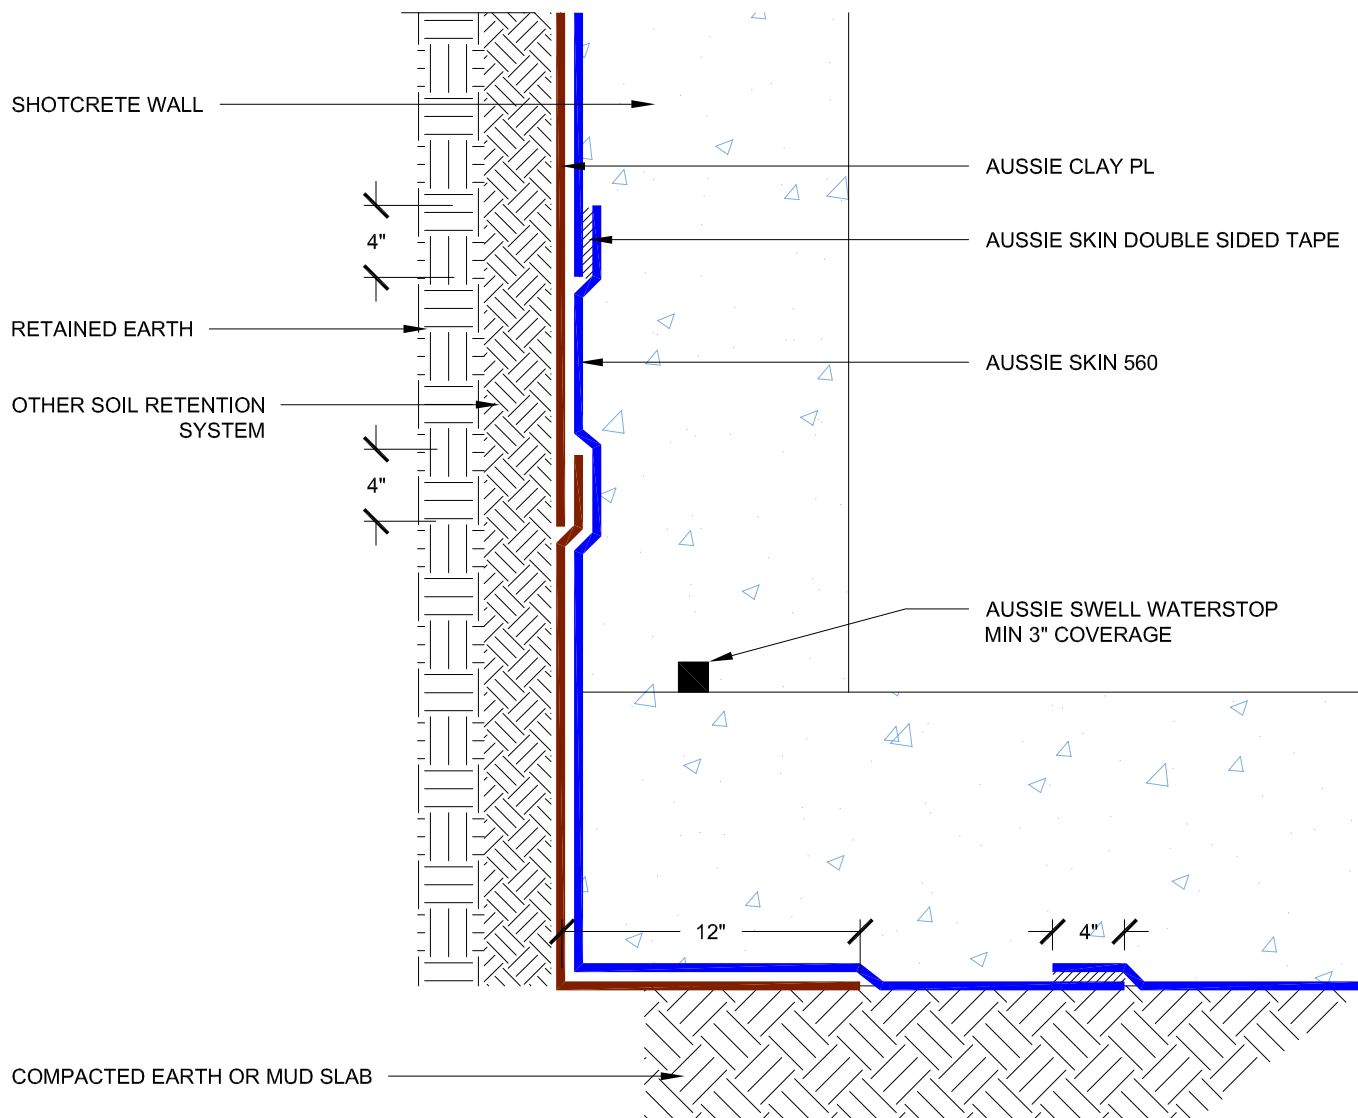 SHOTCRETE WALL
AUSSIE CLAY PL
4"
AUSSIE SKIN DOUBLE SIDED TAPE
RETAINED EARTH
AUSSIE SKIN 560
OTHER SOIL RETENTION
SYSTEM
4"
AUSSIE SWELL WATERSTOP
MIN 3" COVERAGE
12"
4"
COMPACTED EARTH OR MUD SLAB